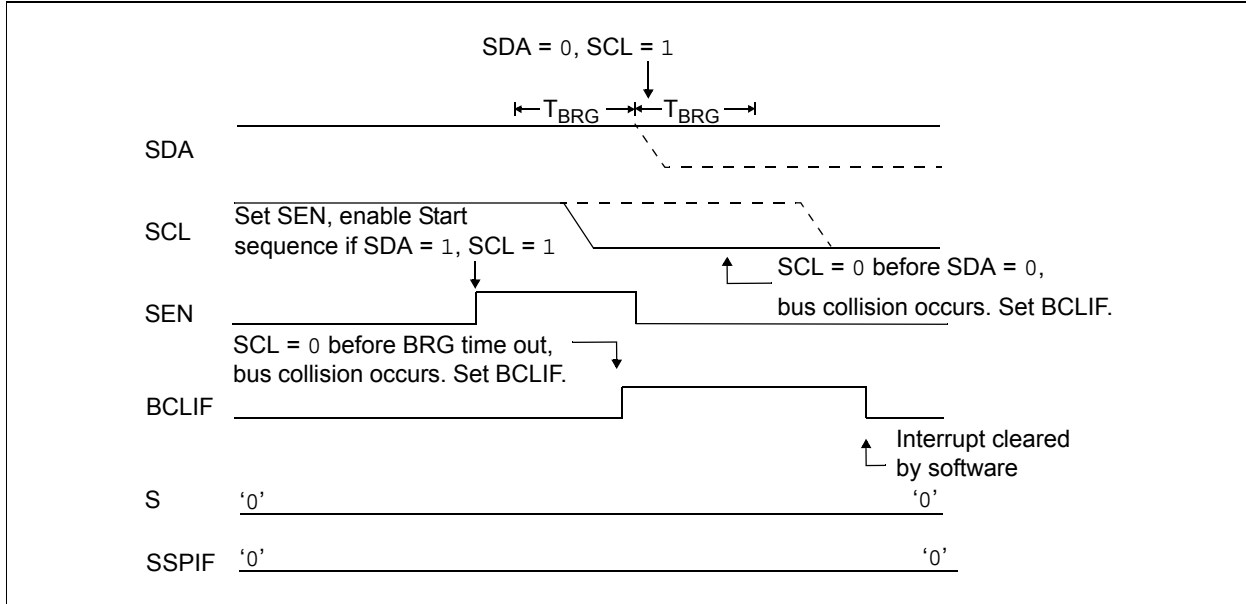 SDA = 0, SCL = 1
TBRG TBRG
SDA
SCL
Set SEN, enable Start
sequence if SDA = 1, SCL = 1
SCL = 0 before SDA = 0,
bus collision occurs. Set BCLIF.
SEN
SCL = 0 before BRG time out,
bus collision occurs. Set BCLIF.
BCLIF
Interrupt cleared
by software
S ‘0’ ‘0’
SSPIF ‘0’ ‘0’